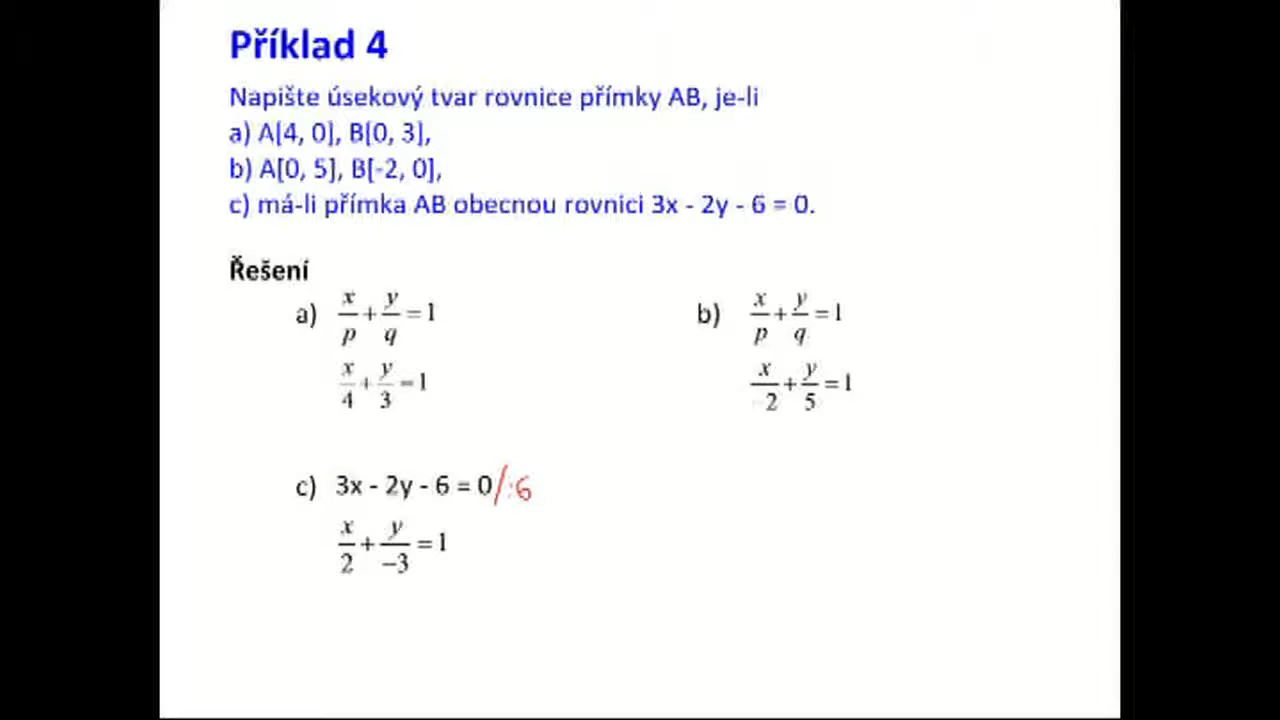 Příklad 4
Napište úsekový tvar rovnice přímky AB, je-li
a) A[4, 0], B[0, 3],
b) A[0, 5], B[-2, 0],
c) má-li přímka AB obecnou rovnici 3x - 2y - 6 = 0.
Řešení
a) x/p + y/q = 1
x/4 + y/3 = 1
b) x/p + y/q = 1
x/-2 + y/5 = 1
c) 3x - 2y - 6 = 0 /:6
x/2 + y/-3 = 1